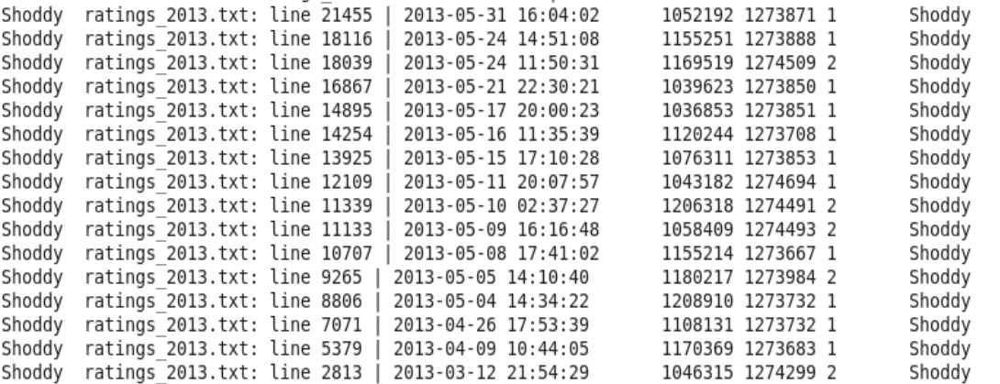 Shoddy ratings_2013.txt: line 21455 | 2013-05-31 16:04:02 1052192 1273871 1 Shoddy
Shoddy ratings_2013.txt: line 18116 | 2013-05-24 14:51:08 1155251 1273888 1 Shoddy
Shoddy ratings_2013.txt: line 18039 | 2013-05-24 11:50:31 1169519 1274509 2 Shoddy
Shoddy ratings_2013.txt: line 16867 | 2013-05-21 22:30:21 1039623 1273850 1 Shoddy
Shoddy ratings_2013.txt: line 14895 | 2013-05-17 20:00:23 1036853 1273851 1 Shoddy
Shoddy ratings_2013.txt: line 14254 | 2013-05-16 11:35:39 1120244 1273708 1 Shoddy
Shoddy ratings_2013.txt: line 13925 | 2013-05-15 17:10:28 1076311 1273853 1 Shoddy
Shoddy ratings_2013.txt: line 12109 | 2013-05-11 20:07:57 1043182 1274694 1 Shoddy
Shoddy ratings_2013.txt: line 11339 | 2013-05-10 02:37:27 1206318 1274491 2 Shoddy
Shoddy ratings_2013.txt: line 11133 | 2013-05-09 16:16:48 1058409 1274493 2 Shoddy
Shoddy ratings_2013.txt: line 10707 | 2013-05-08 17:41:02 1155214 1273667 1 Shoddy
Shoddy ratings_2013.txt: line 9265 | 2013-05-05 14:10:40 1180217 1273984 2 Shoddy
Shoddy ratings_2013.txt: line 8806 | 2013-05-04 14:34:22 1208910 1273732 1 Shoddy
Shoddy ratings_2013.txt: line 7071 | 2013-04-26 17:53:39 1108131 1273732 1 Shoddy
Shoddy ratings_2013.txt: line 5379 | 2013-04-09 10:44:05 1170369 1273683 1 Shoddy
Shoddy ratings_2013.txt: line 2813 | 2013-03-12 21:54:29 1046315 1274299 2 Shoddy